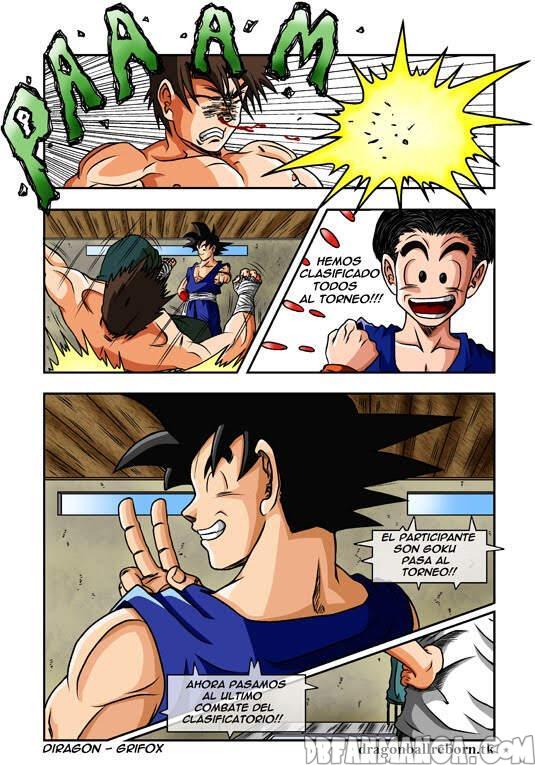 PAAAAM
HEMOS
CLASIFICADO
TODOS
AL TORNEO!!!
EL PARTICIPANTE
SON GOKU
PASA AL
TORNEO!!
AHORA PASAMOS
AL ULTIMO
COMBATE DEL
CLASIFICATORIO!!
DIRAGON - GRIFOX
dragonballreborn.tk
DBFANMANGA.COM